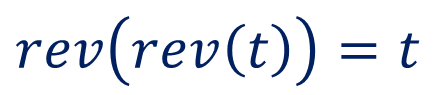 rev(rev(t)) = t